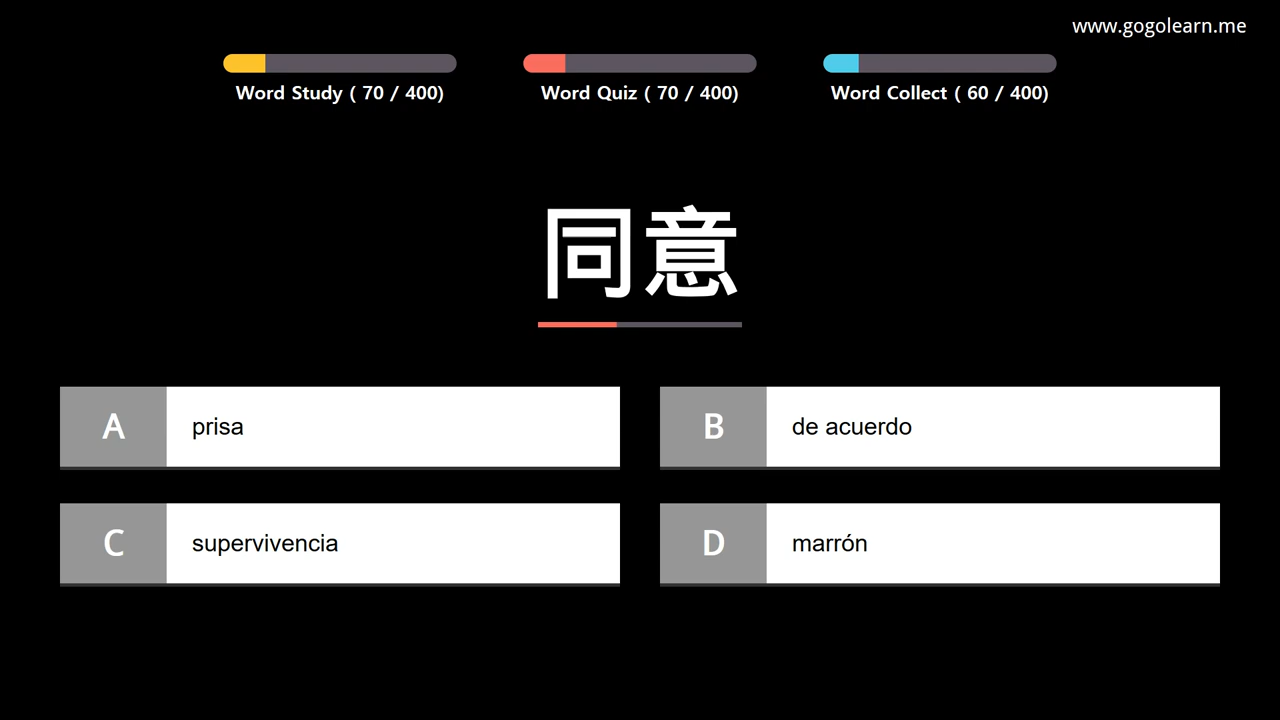 www.gogolearn.me
Word Study ( 70 / 400)
Word Quiz ( 70 / 400)
Word Collect ( 60 / 400)
同意
A prisa
B de acuerdo
C supervivencia
D marrón